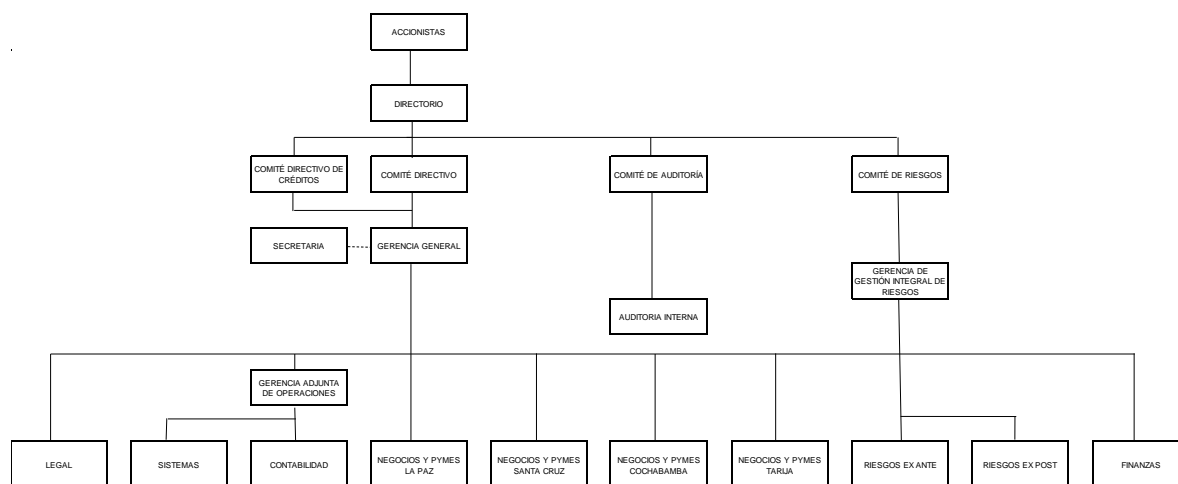 ACCIONISTAS
DIRECTORIO
COMITÉ DIRECTIVO DE
CRÉDITOS
COMITÉ DIRECTIVO
COMITÉ DE AUDITORÍA
COMITÉ DE RIESGOS
SECRETARIA
GERENCIA GENERAL
GERENCIA DE
GESTIÓN INTEGRAL DE
RIESGOS
AUDITORIA INTERNA
GERENCIA ADJUNTA
DE OPERACIONES
LEGAL
SISTEMAS
CONTABILIDAD
NEGOCIOS Y PYMES
LA PAZ
NEGOCIOS Y PYMES
SANTA CRUZ
NEGOCIOS Y PYMES
COCHABAMBA
NEGOCIOS Y PYMES
TARIJA
RIESGOS EX ANTE
RIESGOS EX POST
FINANZAS